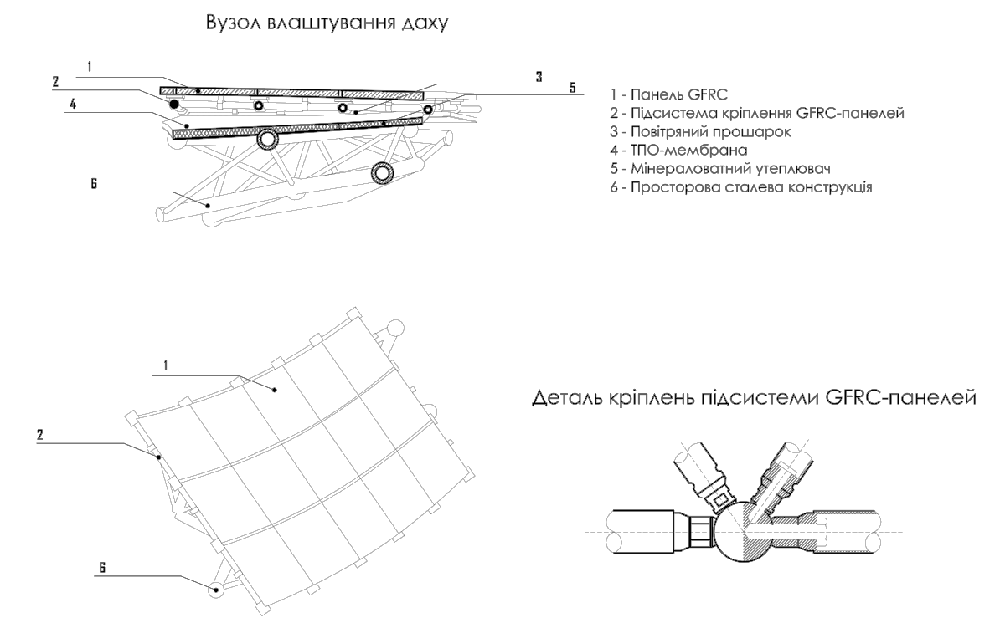 Вузол влаштування даху
1
2
3
5
4
6
1 - Панель GFRC
2 - Підсистема кріплення GFRC-панелей
3 - Повітряний прошарок
4 - ТПО-мембрана
5 - Мінераловатний утеплювач
6 - Просторова сталева конструкція
1
2
6
Деталь кріплень підсистеми GFRC-панелей